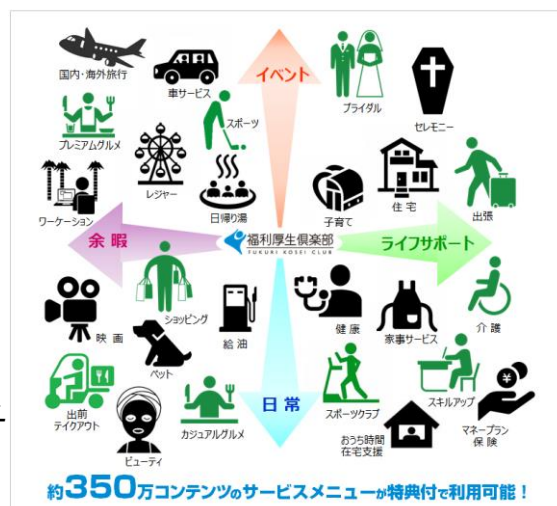 イベント
国内・海外旅行
車サービス
ブライダル
セレモニー
プレミアムグルメ
スポーツ
レジャー
ワーケーション
日帰り湯
子育て
住宅
出張
余暇
福利厚生倶楽部
FUKURI KOSEI CLUB
ライフサポート
映画
ショッピング
給油
健康
家事サービス
介護
ペット
出前
テイクアウト
ビューティ
カジュアルグルメ
日常
スポーツクラブ
スキルアップ
おうち時間
在宅支援
マネープラン
保険
約350万コンテンツのサービスメニューが特典付で利用可能！